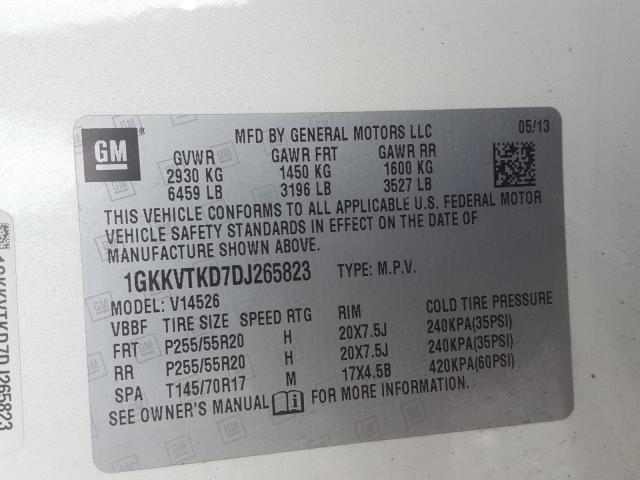 GM
MFD BY GENERAL MOTORS LLC
05/13
GVWR GAWR FRT GAWR RR
2930 KG 1450 KG 1600 KG
6459 LB 3196 LB 3527 LB
THIS VEHICLE CONFORMS TO ALL APPLICABLE U.S. FEDERAL MOTOR
VEHICLE SAFETY STANDARDS IN EFFECT ON THE DATE OF
MANUFACTURE SHOWN ABOVE.
1GKKVTKD7DJ265823 TYPE: M.P.V.
MODEL: V14526
VBBF TIRE SIZE SPEED RTG RIM COLD TIRE PRESSURE
FRT P255/55R20 H 20X7.5J 240KPA(35PSI)
RR P255/55R20 H 20X7.5J 240KPA(35PSI)
SPA T145/70R17 M 17X4.5B 420KPA(60PSI)
SEE OWNER'S MANUAL FOR MORE INFORMATION.
1GKKVTKD7DJ265823